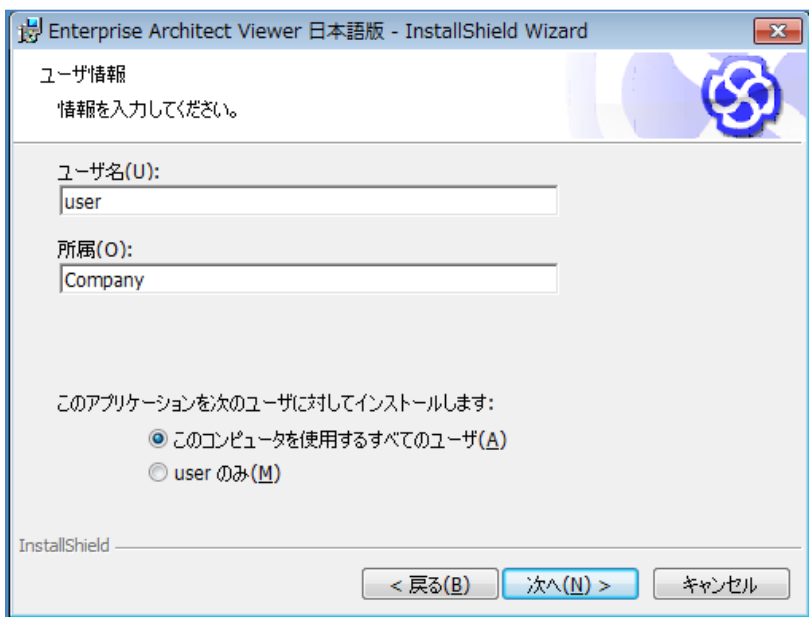 Enterprise Architect Viewer 日本語版 - InstallShield Wizard
ユーザ情報
情報を入力してください。
ユーザ名(U):
user
所属(O):
Company
このアプリケーションを次のユーザに対してインストールします:
このコンピュータを使用するすべてのユーザ(A)
user のみ(M)
InstallShield
< 戻る(B) 次へ(N) > キャンセル